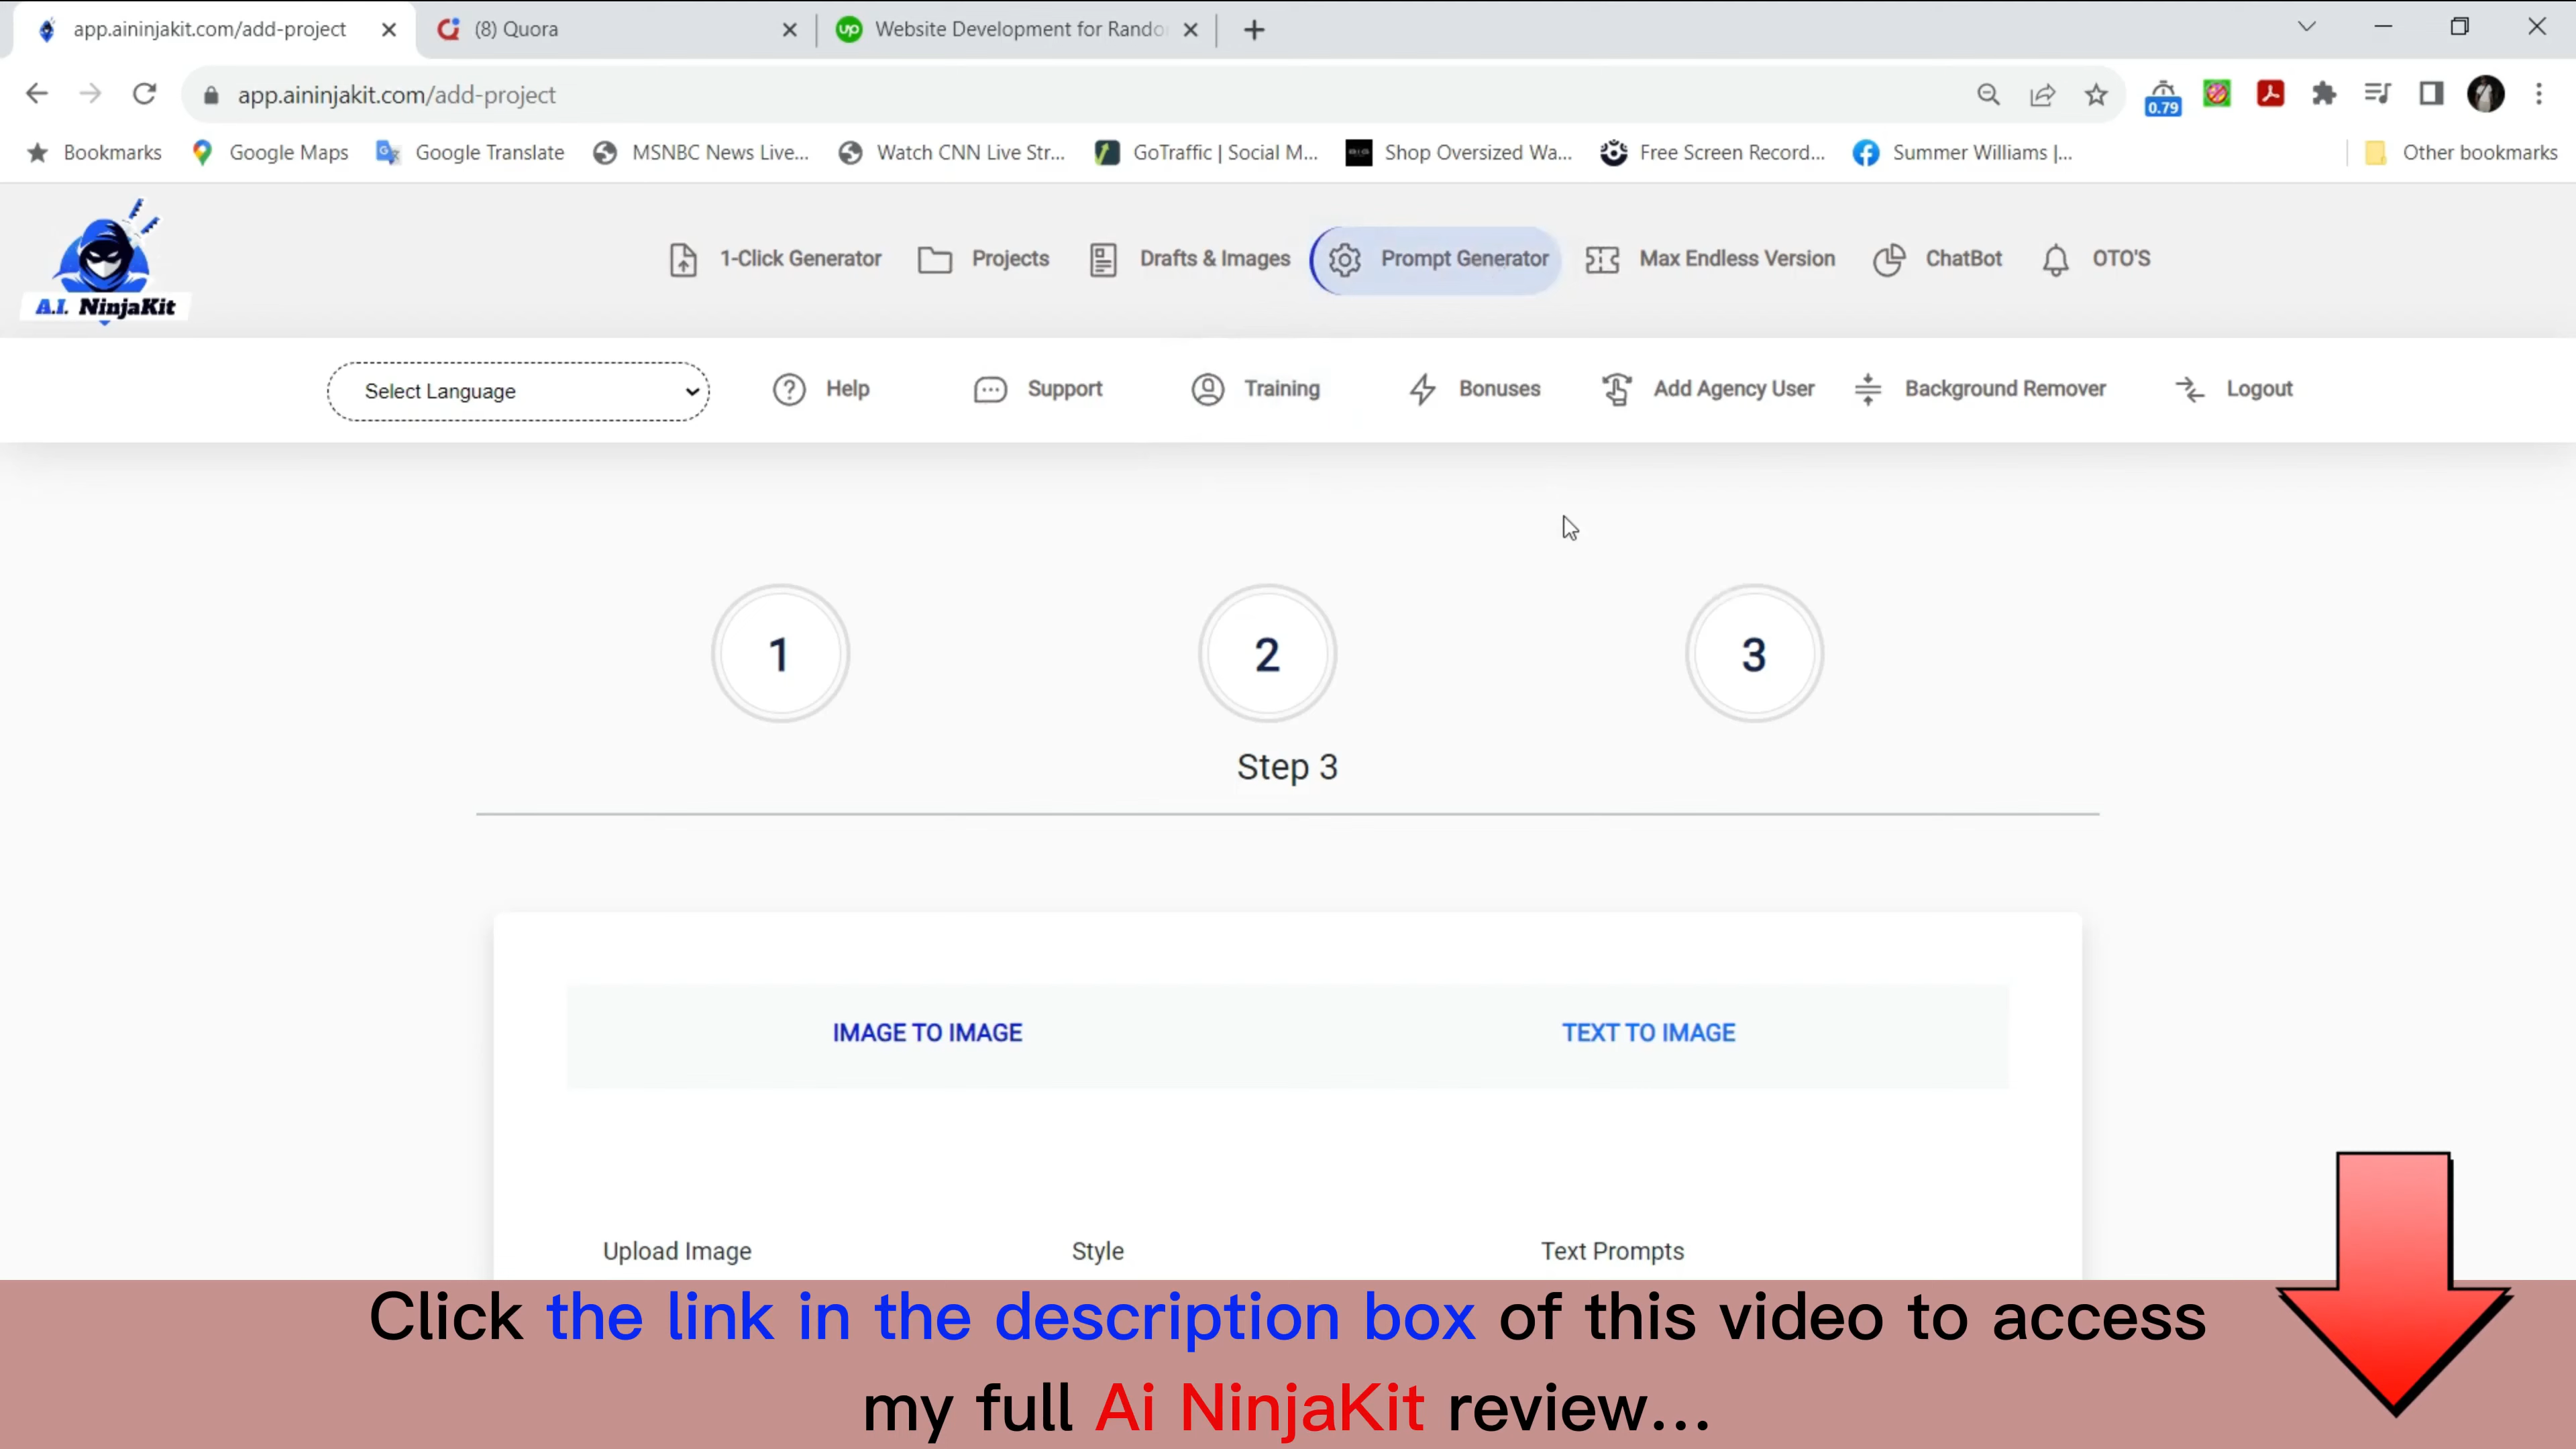 app.aininjakit.com/add-project
(8) Quora
Website Development for Rando
app.aininjakit.com/add-project
0.79
Bookmarks
Google Maps
Google Translate
MSNBC News Live...
Watch CNN Live Str...
GoTraffic | Social M...
Shop Oversized Wa...
Free Screen Record...
Summer Williams |...
Other bookmarks
A.I. NinjaKit
1-Click Generator
Projects
Drafts & Images
Prompt Generator
Max Endless Version
ChatBot
OTO'S
Select Language
Help
Support
Training
Bonuses
Add Agency User
Background Remover
Logout
1
2
3
Step 3
IMAGE TO IMAGE
TEXT TO IMAGE
Upload Image
Style
Text Prompts
Click the link in the description box of this video to access
my full Ai NinjaKit review...